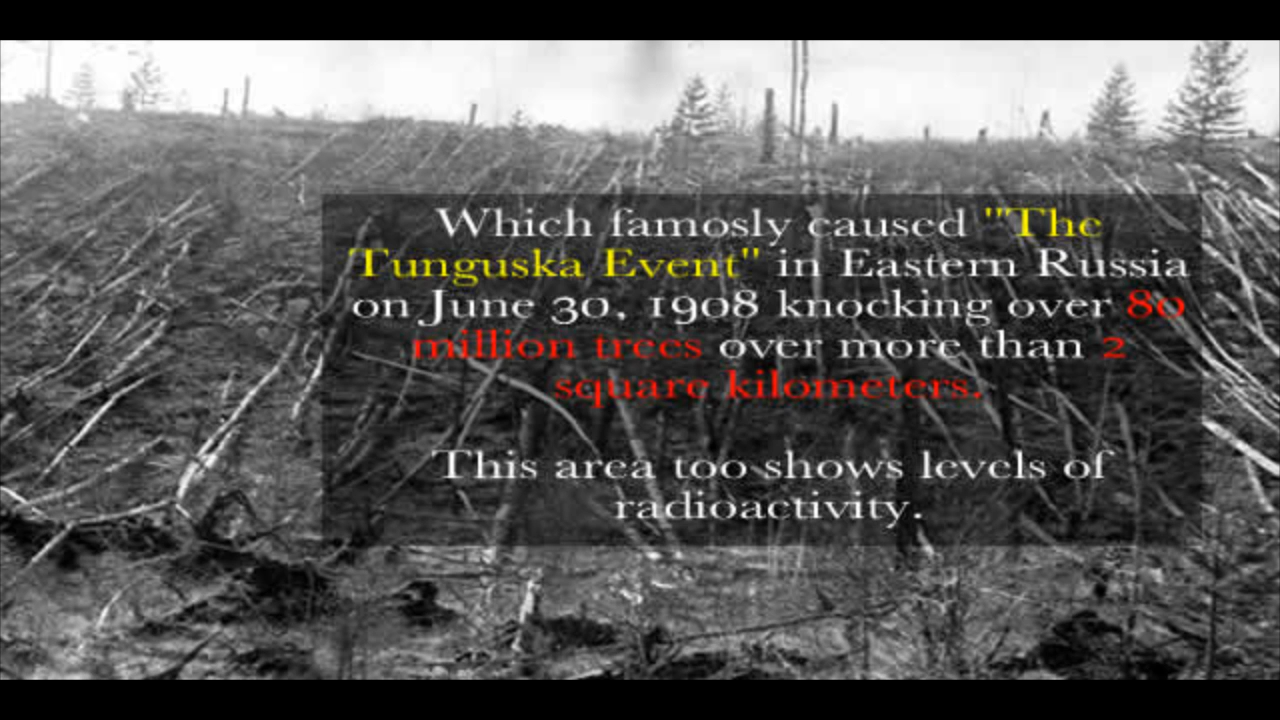 Which famosly caused "The
Tunguska Event" in Eastern Russia
on June 30, 1908 knocking over 80
million trees over more than 2
square kilometers.
This area too shows levels of
radioactivity.